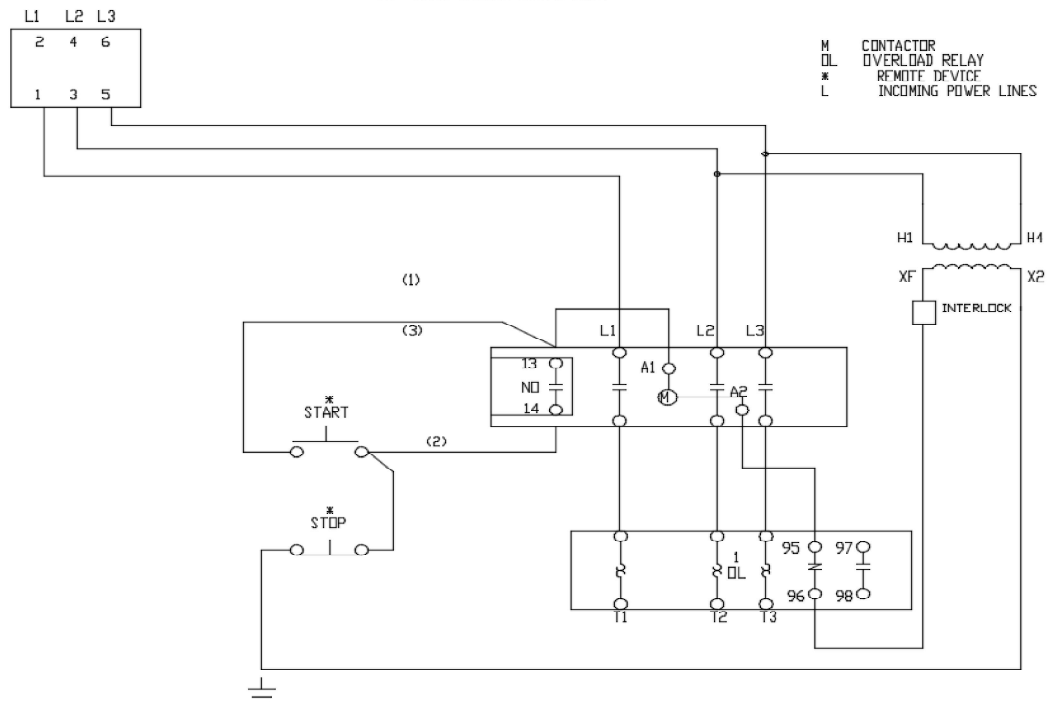 L1 L2 L3
2 4 6
1 3 5
M CONTACTOR
OL OVERLOAD RELAY
* REMOTE DEVICE
L INCOMING POWER LINES
H1 H4
XF X2
INTERLOCK
(1)
(3)
L1 L2 L3
13
A1
NO
M
A2
14
*
START
(2)
*
STOP
95 97
1
OL
96 98
T1 T2 T3